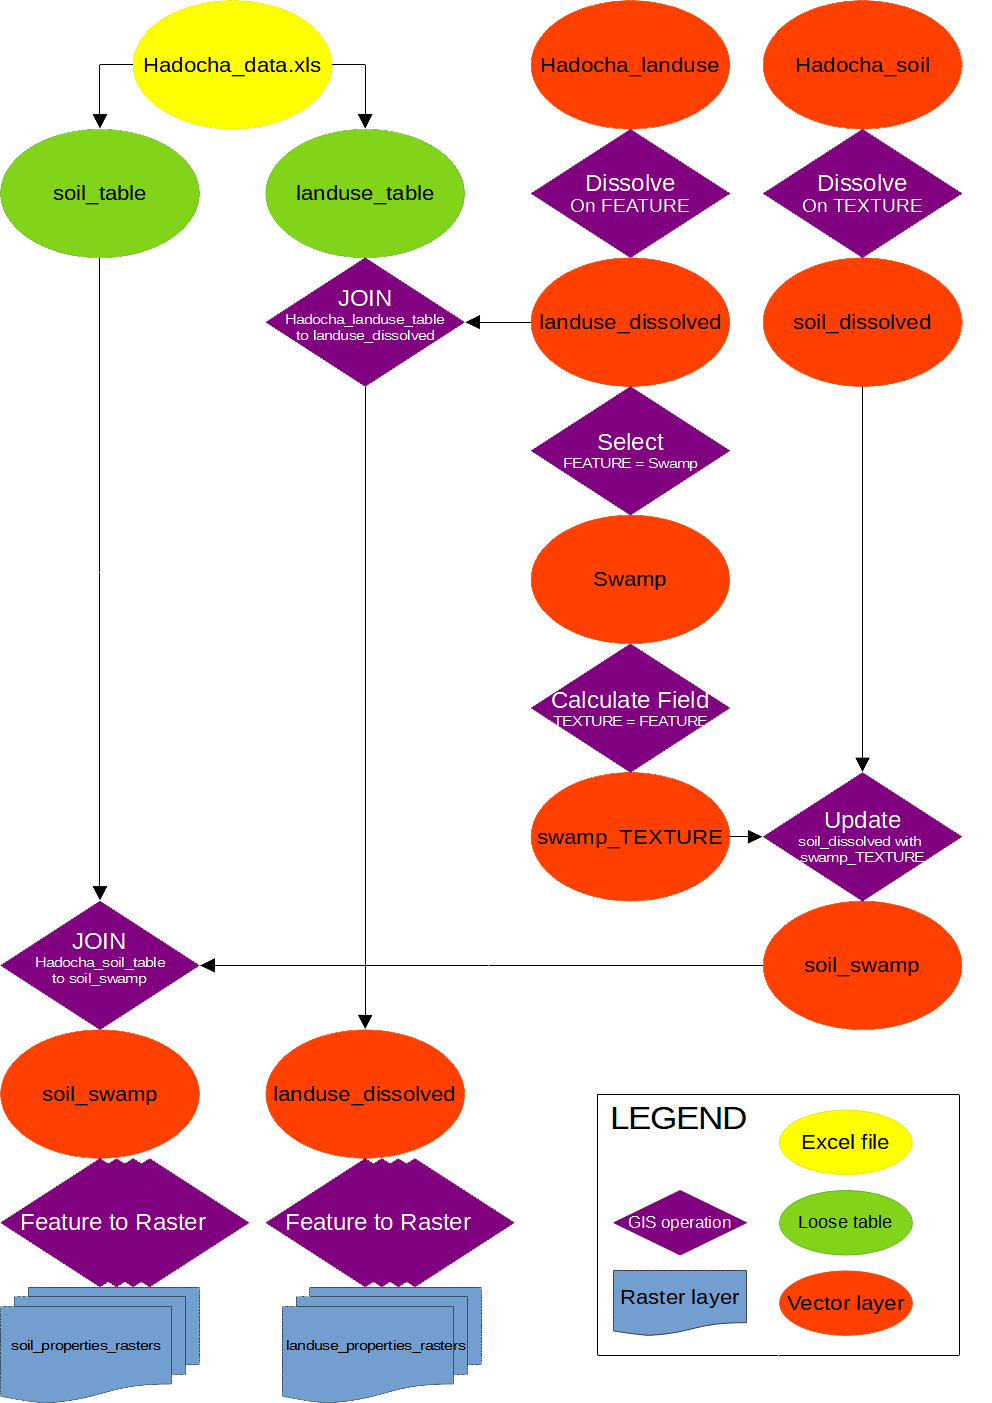 Hadocha_data.xls
Hadocha_landuse
Hadocha_soil
soil_table
landuse_table
Dissolve
On FEATURE
Dissolve
On TEXTURE
JOIN
Hadocha_landuse_table
to landuse_dissolved
landuse_dissolved
soil_dissolved
Select
FEATURE = Swamp
Swamp
Calculate Field
TEXTURE = FEATURE
swamp_TEXTURE
Update
soil_dissolved with
swamp_TEXTURE
JOIN
Hadocha_soil_table
to soil_swamp
soil_swamp
soil_swamp
landuse_dissolved
Feature to Raster
Feature to Raster
soil_properties_rasters
landuse_properties_rasters
LEGEND
Excel file
GIS operation
Loose table
Raster layer
Vector layer